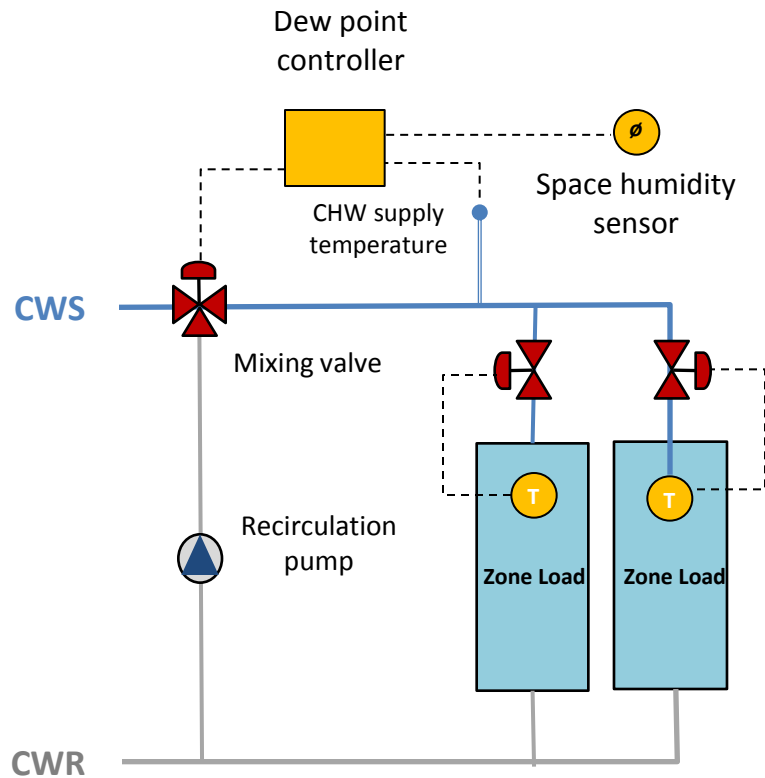 Dew point
controller
ø
Space humidity
sensor
CHW supply
temperature
CWS
Mixing valve
T
T
Recirculation
pump
Zone Load
Zone Load
CWR